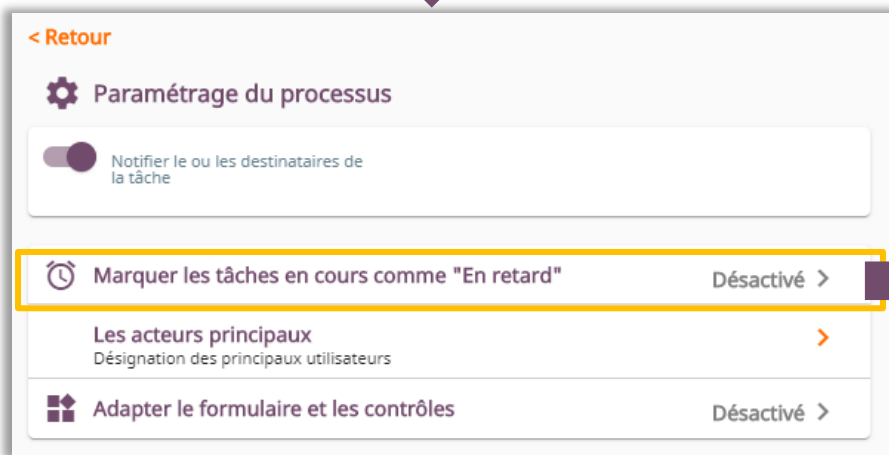 < Retour
Paramétrage du processus
Notifier le ou les destinataires de
la tâche
Marquer les tâches en cours comme "En retard"
Désactivé >
Les acteurs principaux
>
Désignation des principaux utilisateurs
Adapter le formulaire et les contrôles
Désactivé >